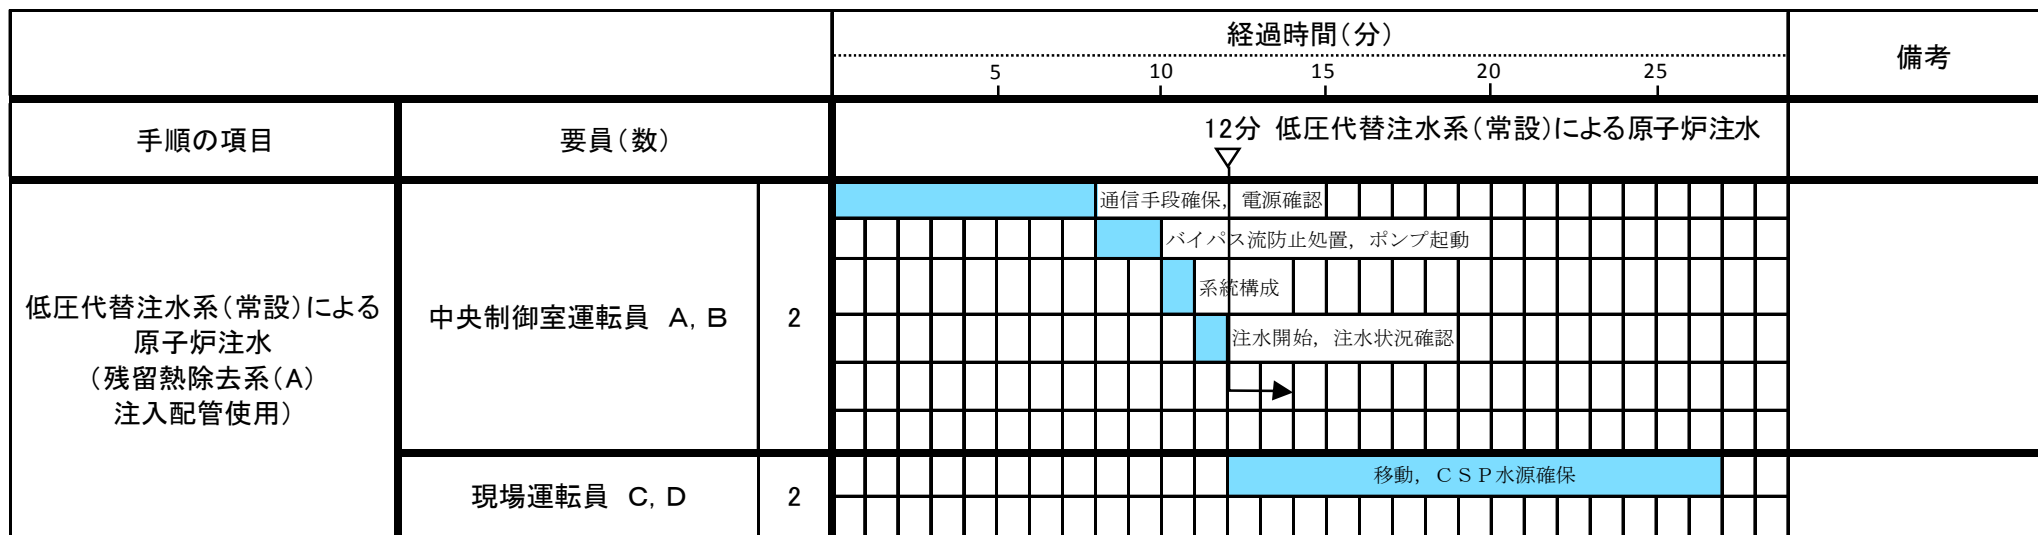 経過時間(分)
備考
5 10 15 20 25
手順の項目
要員(数)
12分 低圧代替注水系(常設)による原子炉注水
通信手段確保，電源確認
バイパス流防止処置，ポンプ起動
系統構成
注水開始，注水状況確認
低圧代替注水系(常設)による
原子炉注水
(残留熱除去系(A)
注入配管使用)
中央制御室運転員 A，B
2
移動，ＣＳＰ水源確保
現場運転員 C，D
2